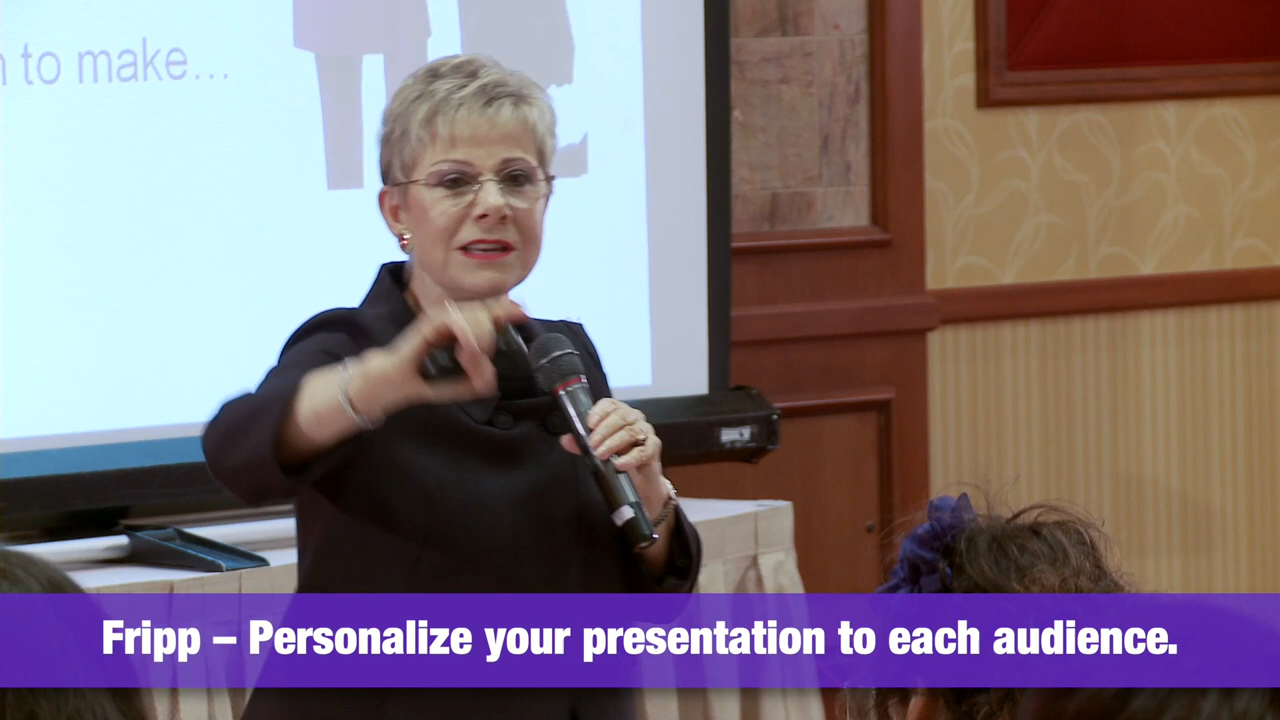 to make...
Fripp – Personalize your presentation to each audience.